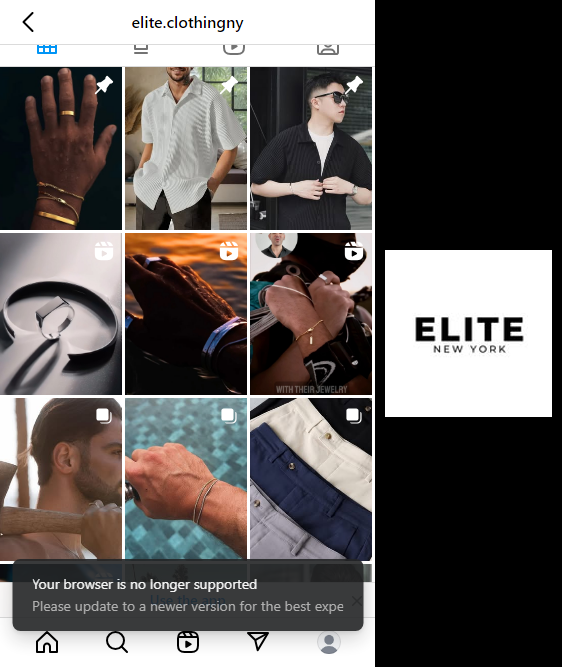 elite.clothingny
WITH THEIR JEWELRY
ELITE
NEW YORK
Your browser is no longer supported
Please update to a newer version for the best expe